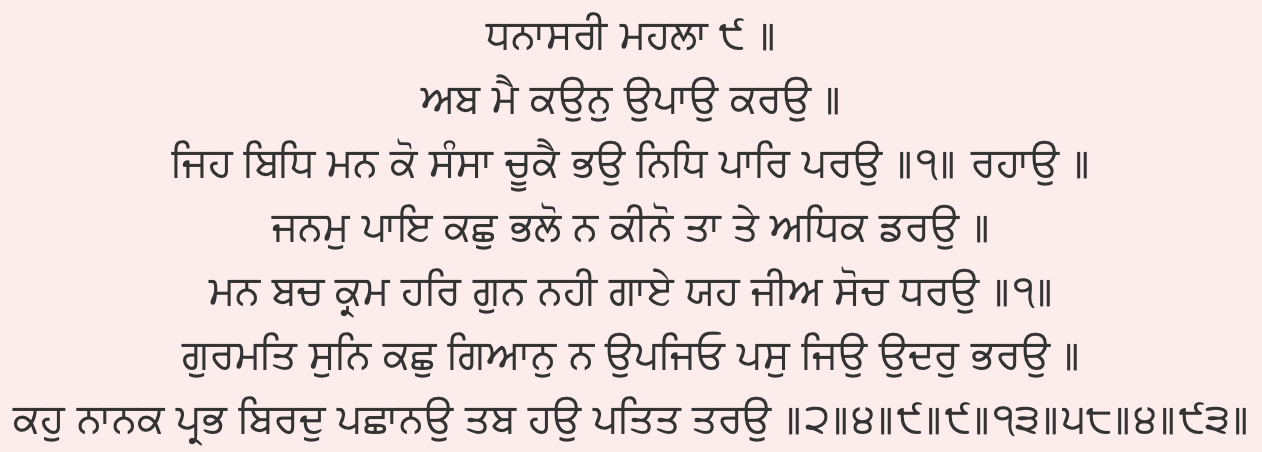 ਧਨਾਸਰੀ ਮਹਲਾ ੯ ॥
ਅਬ ਮੈ ਕਉਨੁ ਉਪਾਉ ਕਰਉ ॥
ਜਿਹ ਬਿਧਿ ਮਨ ਕੋ ਸੰਸਾ ਚੂਕੈ ਭਉ ਨਿਧਿ ਪਾਰਿ ਪਰਉ ॥੧॥ ਰਹਾਉ ॥
ਜਨਮੁ ਪਾਇ ਕਛੁ ਭਲੋ ਨ ਕੀਨੋ ਤਾ ਤੇ ਅਧਿਕ ਡਰਉ ॥
ਮਨ ਬਚ ਕ੍ਰਮ ਹਰਿ ਗੁਨ ਨਹੀ ਗਾਏ ਯਹ ਜੀਅ ਸੋਚ ਧਰਉ ॥੧॥
ਗੁਰਮਤਿ ਸੁਨਿ ਕਛੁ ਗਿਆਨੁ ਨ ਉਪਜਿਓ ਪਸੁ ਜਿਉ ਉਦਰੁ ਭਰਉ ॥
ਕਹੁ ਨਾਨਕ ਪ੍ਰਭ ਬਿਰਦੁ ਪਛਾਨਉ ਤਬ ਹਉ ਪਤਿਤ ਤਰਉ ॥੨॥੪॥੯॥੯॥੧੩॥੫੮॥੪॥੯੩॥